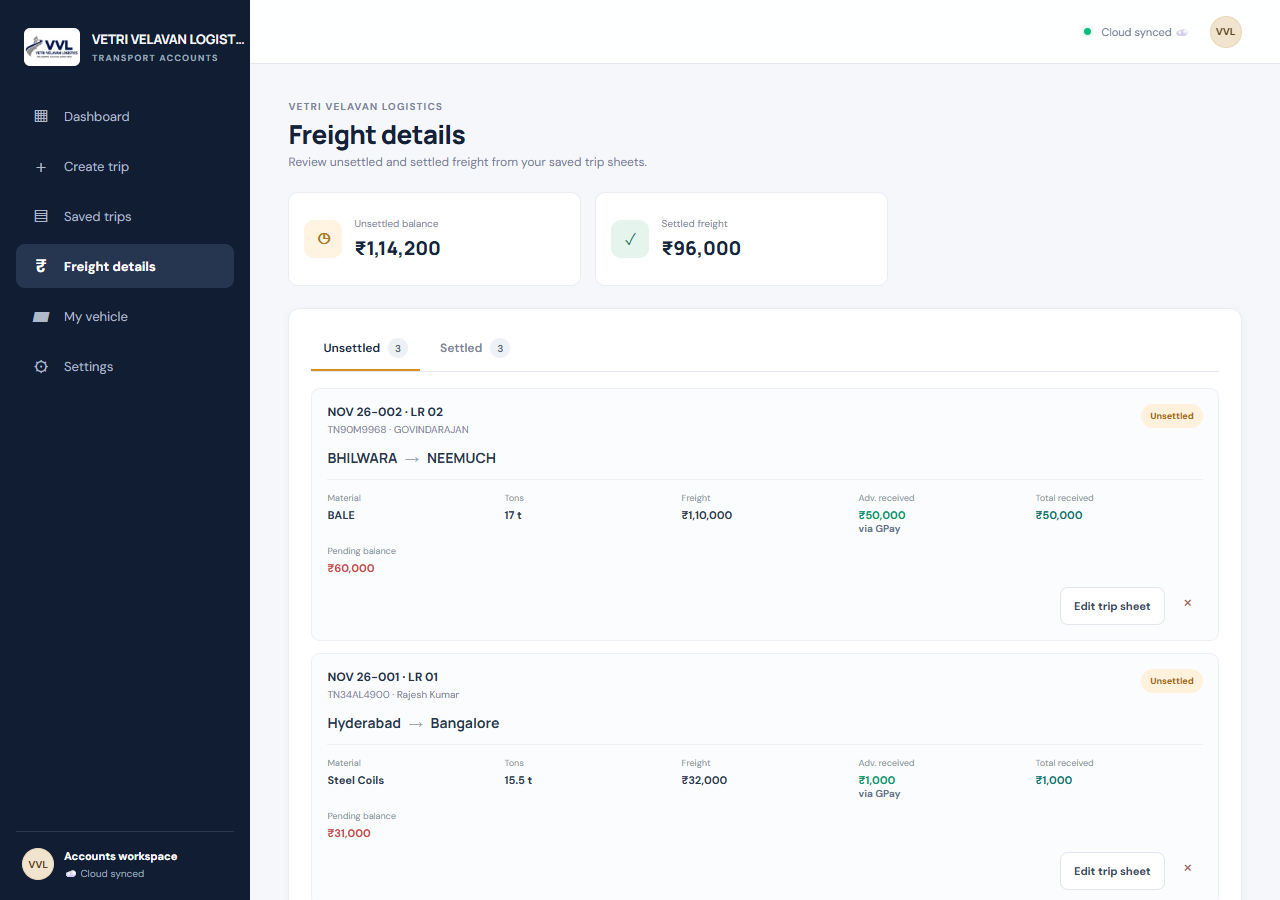 VVL
VETRI VELAVAN LOGISTICS
VETRI VELAVAN LOGIST...
TRANSPORT ACCOUNTS
Dashboard
+ Create trip
Saved trips
₹ Freight details
My vehicle
Settings
VVL
Accounts workspace
Cloud synced
Cloud synced
VVL
VETRI VELAVAN LOGISTICS
Freight details
Review unsettled and settled freight from your saved trip sheets.
Unsettled balance
₹1,14,200
✓
Settled freight
₹96,000
Unsettled 3
Settled 3
NOV 26-002 · LR 02
Unsettled
TN90M9968 · GOVINDARAJAN
BHILWARA → NEEMUCH
Material
BALE
Tons
17 t
Freight
₹1,10,000
Adv. received
₹50,000
via GPay
Total received
₹50,000
Pending balance
₹60,000
Edit trip sheet
×
NOV 26-001 · LR 01
Unsettled
TN34AL4900 · Rajesh Kumar
Hyderabad → Bangalore
Material
Steel Coils
Tons
15.5 t
Freight
₹32,000
Adv. received
₹1,000
via GPay
Total received
₹1,000
Pending balance
₹31,000
Edit trip sheet
×